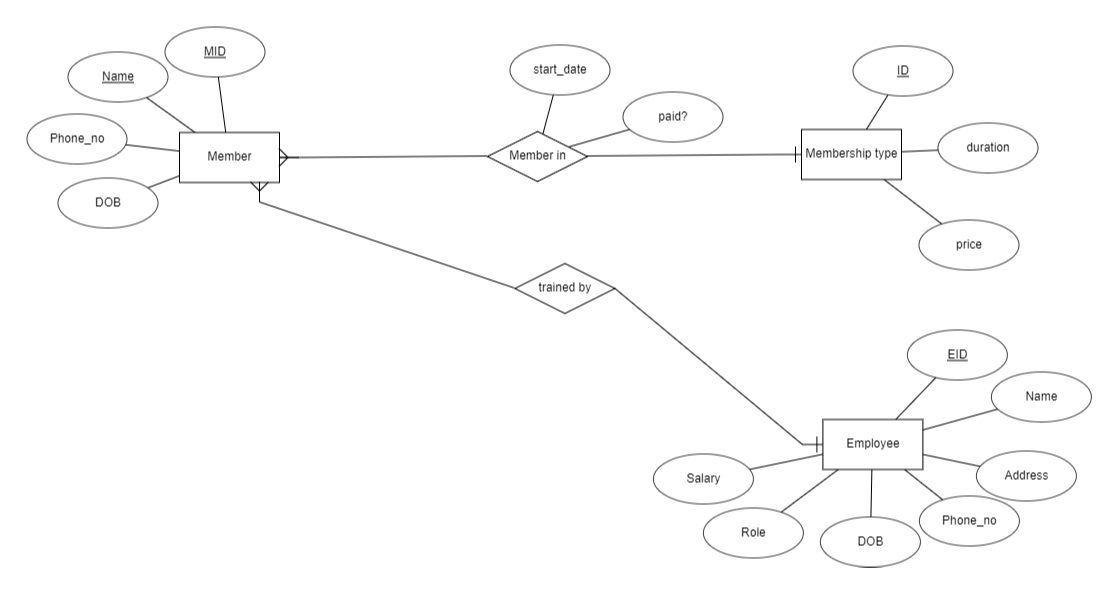 MID
Name
Phone_no
DOB
Member
start_date
paid?
Member in
ID
Membership type
duration
price
trained by
EID
Name
Employee
Address
Salary
Phone_no
Role
DOB